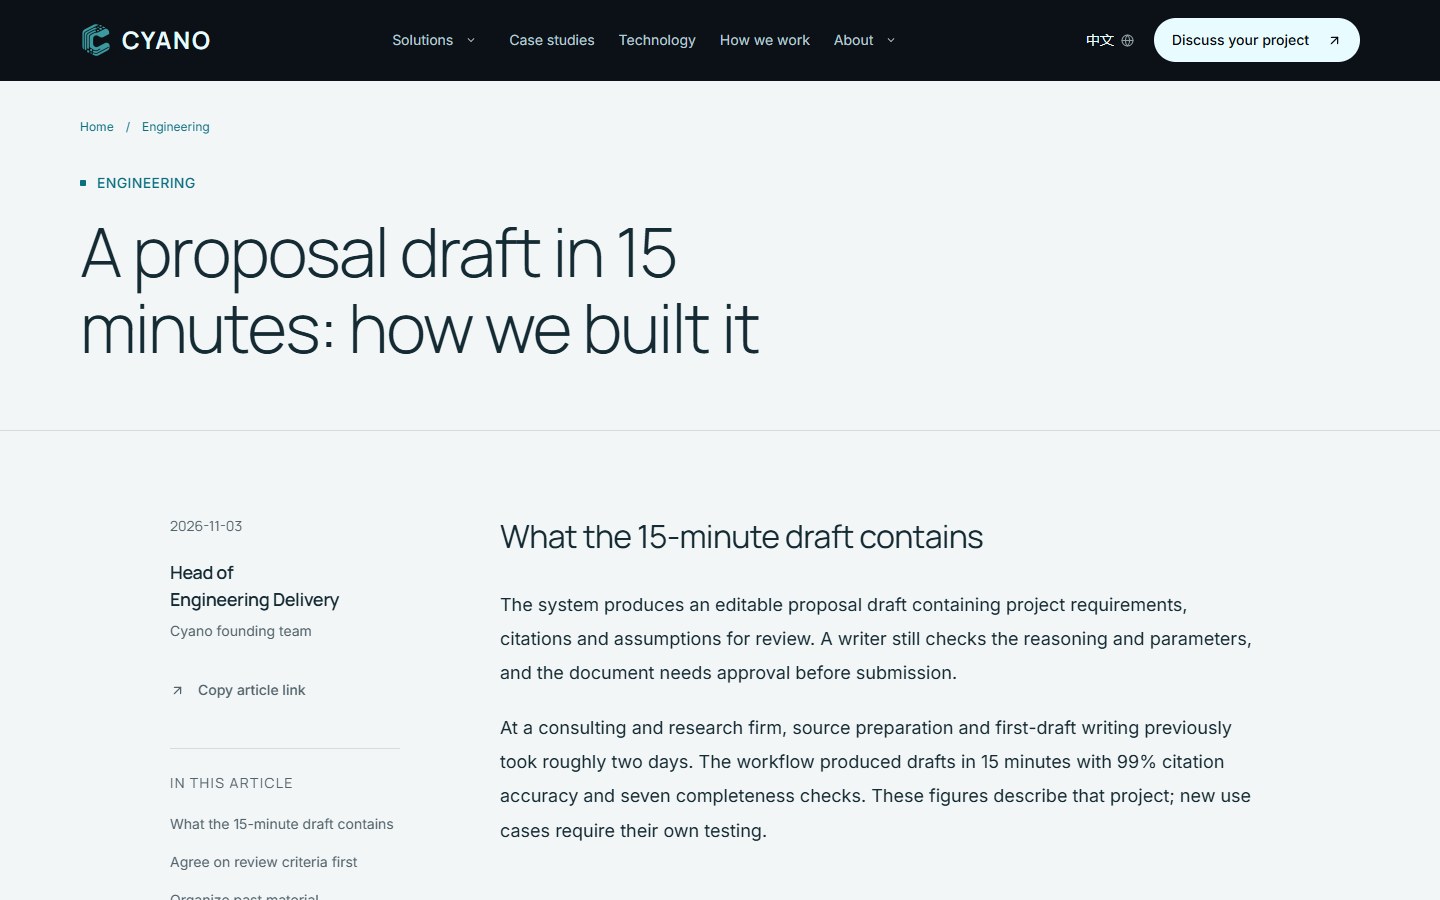 CYANO
Solutions
Case studies
Technology
How we work
About
中文
Discuss your project
Home / Engineering
ENGINEERING
A proposal draft in 15
minutes: how we built it
2026-11-03
Head of
Engineering Delivery
Cyano founding team
Copy article link
IN THIS ARTICLE
What the 15-minute draft contains
Agree on review criteria first
Organize past material
What the 15-minute draft contains
The system produces an editable proposal draft containing project requirements,
citations and assumptions for review. A writer still checks the reasoning and parameters,
and the document needs approval before submission.
At a consulting and research firm, source preparation and first-draft writing previously
took roughly two days. The workflow produced drafts in 15 minutes with 99% citation
accuracy and seven completeness checks. These figures describe that project; new use
cases require their own testing.